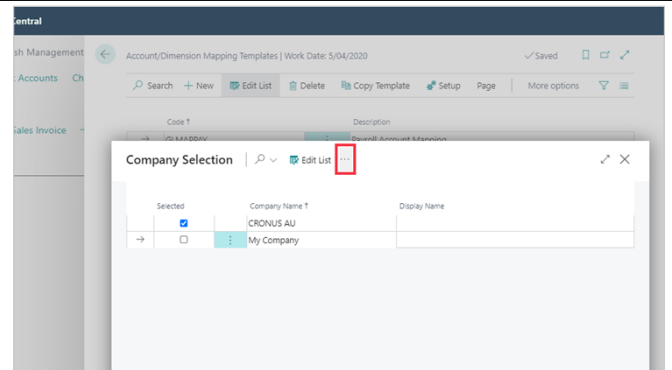 Central
sh Management
Account/Dimension Mapping Templates | Work Date: 5/04/2020
Saved
Accounts Ch
Search + New Edit List Delete Copy Template Setup Page More options
Code ↑ Description
Sales Invoice
GLMAPPAY Payroll Account Mapping
Company Selection Edit List ...
Selected Company Name ↑ Display Name
CRONUS AU
My Company